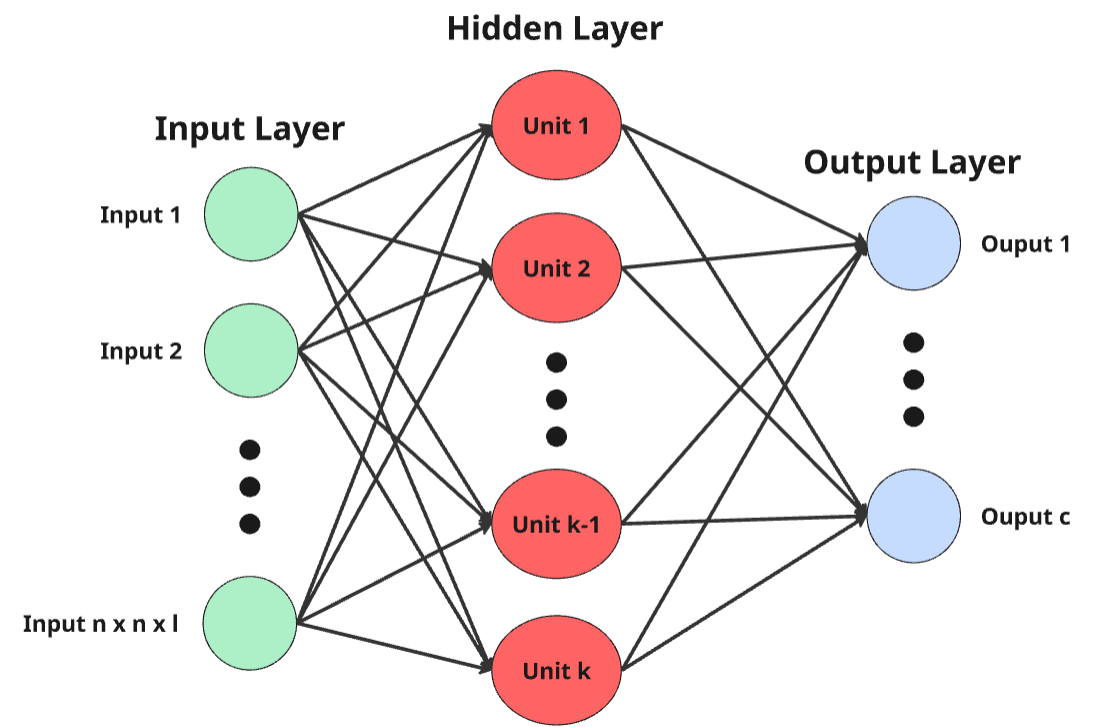 Hidden Layer
Input Layer
Output Layer
Unit 1
Input 1
Ouput 1
Unit 2
Input 2
Unit k-1
Ouput c
Input n x n x l
Unit k